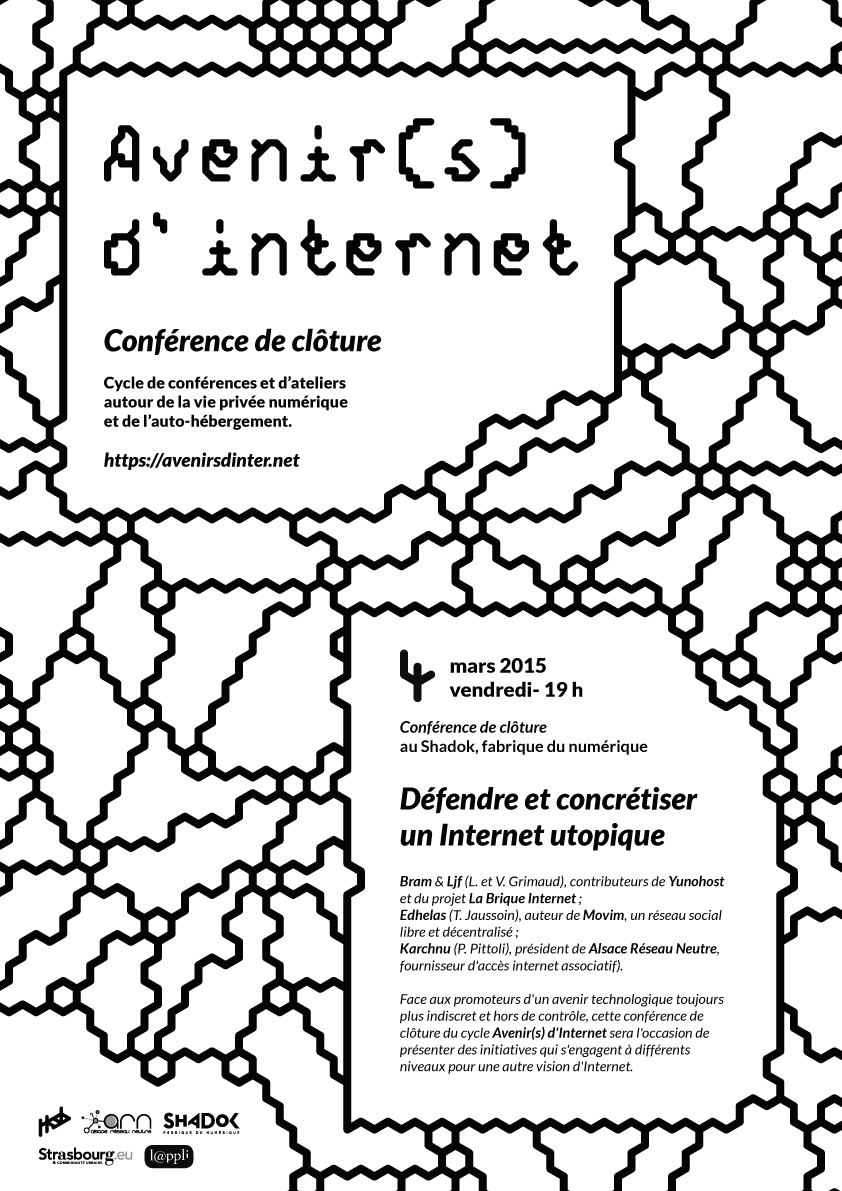 Avenir(s)
d'internet
Conférence de clôture
Cycle de conférences et d'ateliers
autour de la vie privée numérique
et de l'auto-hébergement.
https://avenirsdinter.net
4
mars 2015
vendredi- 19 h
Conférence de clôture
au Shadok, fabrique du numérique
Défendre et concrétiser
un Internet utopique
Bram & Ljf (L. et V. Grimaud), contributeurs de Yunohost
et du projet La Brique Internet ;
Edhelas (T. Jaussoin), auteur de Movim, un réseau social
libre et décentralisé ;
Karchnu (P. Pittoli), président de Alsace Réseau Neutre,
fournisseur d'accès internet associatif).
Face aux promoteurs d'un avenir technologique toujours
plus indiscret et hors de contrôle, cette conférence de
clôture du cycle Avenir(s) d'Internet sera l'occasion de
présenter des initiatives qui s'engagent à différents
niveaux pour une autre vision d'Internet.
arn
alsace réseau neutre
SHADOK
FABRIQUE DU NUMÉRIQUE
Strasbourg.eu
& COMMUNAUTÉ URBAINE
l@ppli